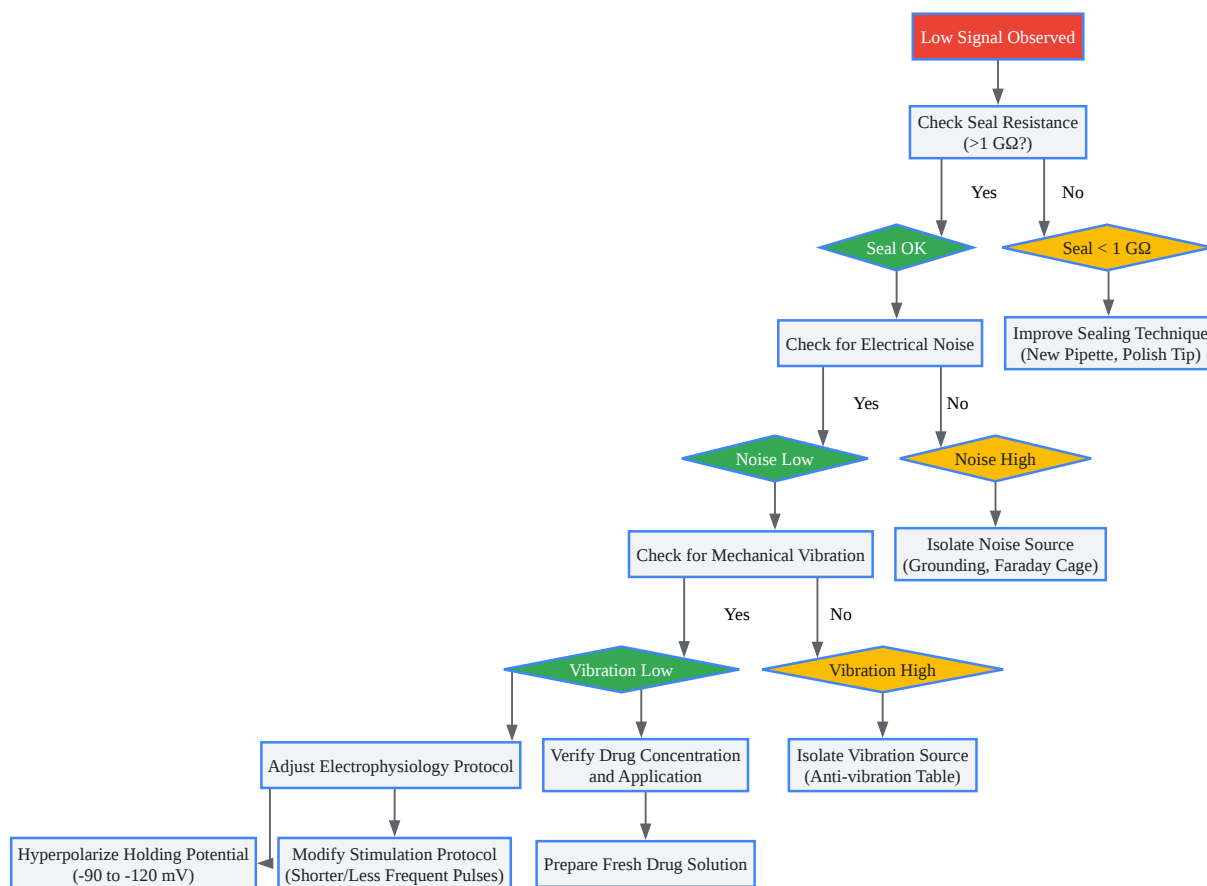 Low Signal Observed
Check Seal Resistance
(>1 GΩ?)
Yes
No
Seal OK
Seal < 1 GΩ
Check for Electrical Noise
Improve Sealing Technique
(New Pipette, Polish Tip)
Yes
No
Noise Low
Noise High
Check for Mechanical Vibration
Isolate Noise Source
(Grounding, Faraday Cage)
Yes
No
Vibration Low
Vibration High
Adjust Electrophysiology Protocol
Verify Drug Concentration
and Application
Isolate Vibration Source
(Anti-vibration Table)
Hyperpolarize Holding Potential
(-90 to -120 mV)
Modify Stimulation Protocol
(Shorter/Less Frequent Pulses)
Prepare Fresh Drug Solution